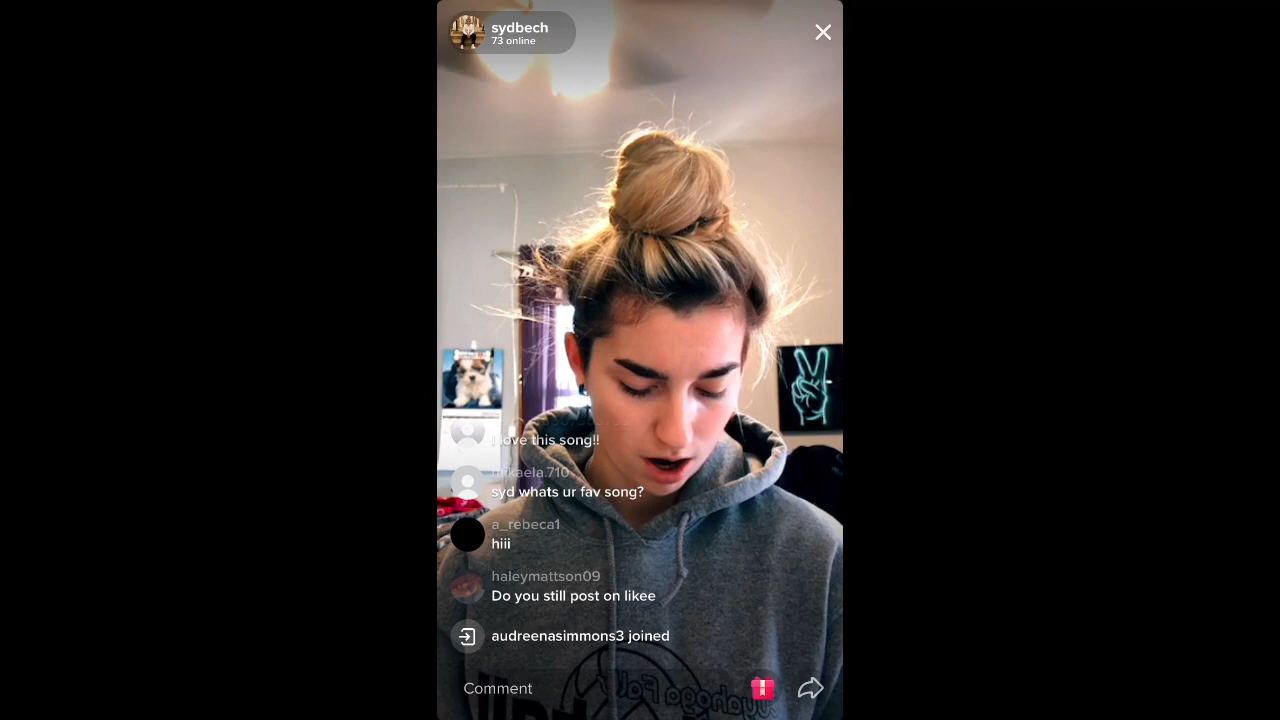 sydbech
73 online
I love this song!!
mikaela.710
syd whats ur fav song?
a_rebeca1
hiii
haleymattson09
Do you still post on likee
audreenasimmons3 joined
Comment